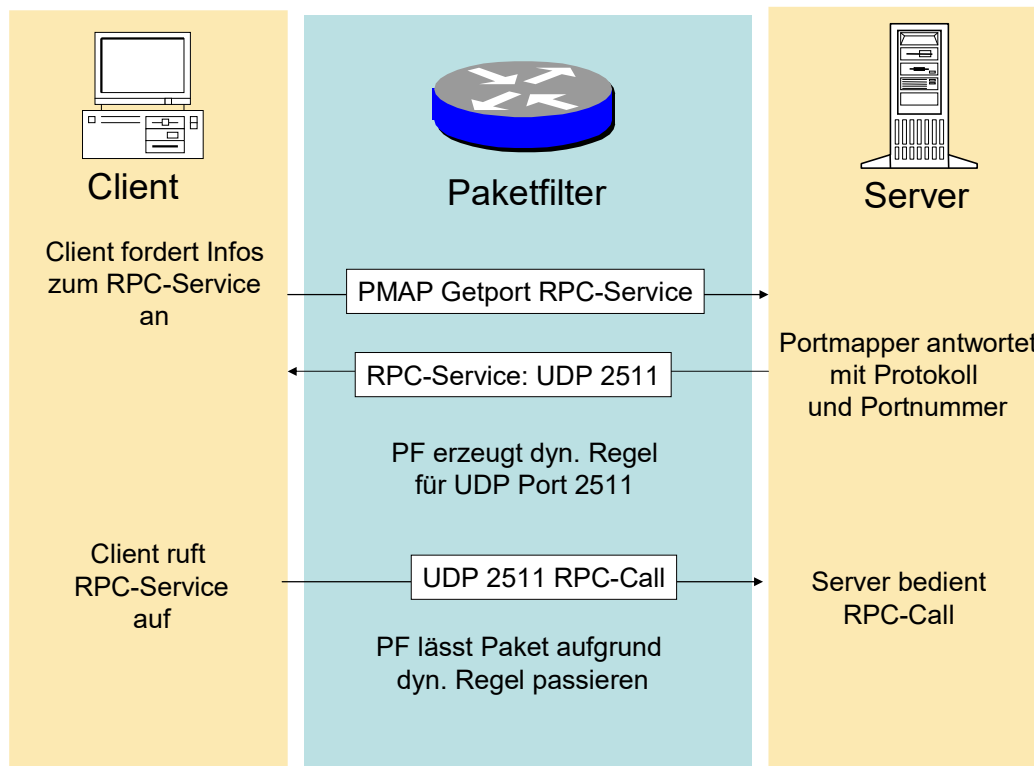 Client
Paketfilter
Server
Client fordert Infos
zum RPC-Service
an
PMAP Getport RPC-Service
RPC-Service: UDP 2511
Portmapper antwortet
mit Protokoll
und Portnummer
PF erzeugt dyn. Regel
für UDP Port 2511
Client ruft
RPC-Service
auf
UDP 2511 RPC-Call
Server bedient
RPC-Call
PF lässt Paket aufgrund
dyn. Regel passieren